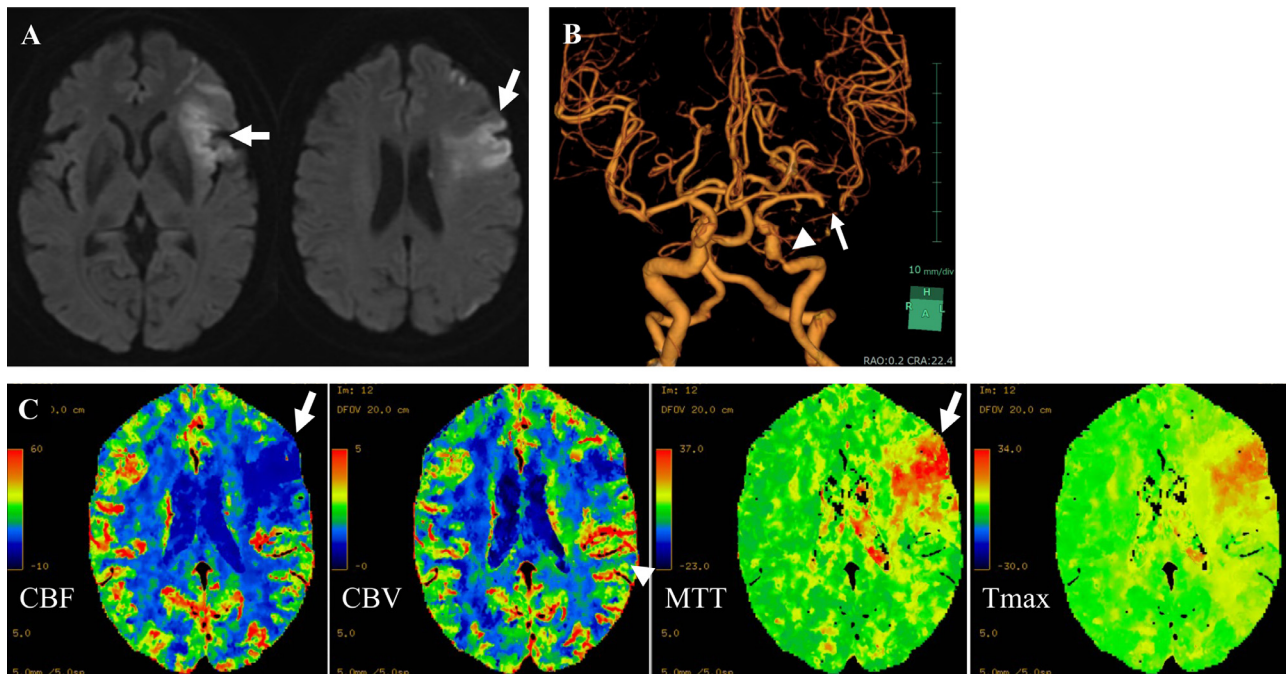 A
B
10 mm/div
H
R L
A
RAO:0.2 CRA:22.4
C
0.0 cm
60
-10
CBF
5.0
5.0mm /5.0sp
Im: 12
DFOV 20.0 cm
5
-0
CBV
5.0
5.0mm /5.0sp
Im: 12
DFOV 20.0 cm
37.0
-23.0
MTT
5.0
5.0mm /5.0sp
Im: 12
DFOV 20.0 cm
34.0
-30.0
Tmax
5.0
5.0mm /5.0sp